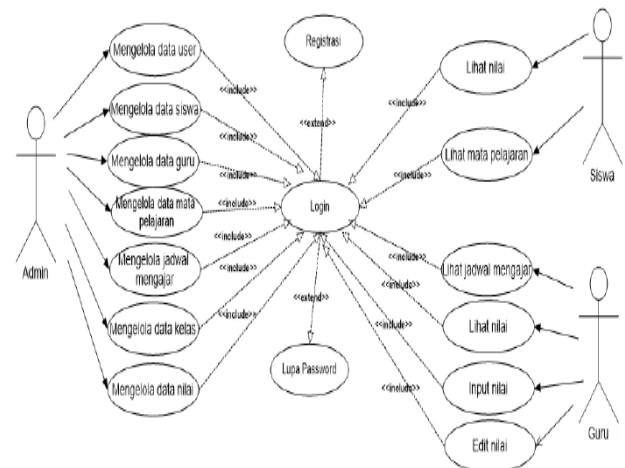 Mengelola data user
Registrasi
Lihat nilai
<<include>>
<<include>>
Mengelola data siswa
<<include>>
<<extend>>
Siswa
Mengelola data guru
<<include>>
Lihat mata pelajaran
<<include>>
Mengelola data mata
pelajaran
<<include>>
Login
Admin
Mengelola jadwal
mengajar
<<include>>
<<include>>
Lihat jadwal mengajar
<<include>>
<<include>>
<<extend>>
Mengelola data kelas
<<include>>
<<include>>
Lihat nilai
Lupa Password
<<include>>
Mengelola data nilai
Input nilai
Guru
Edit nilai